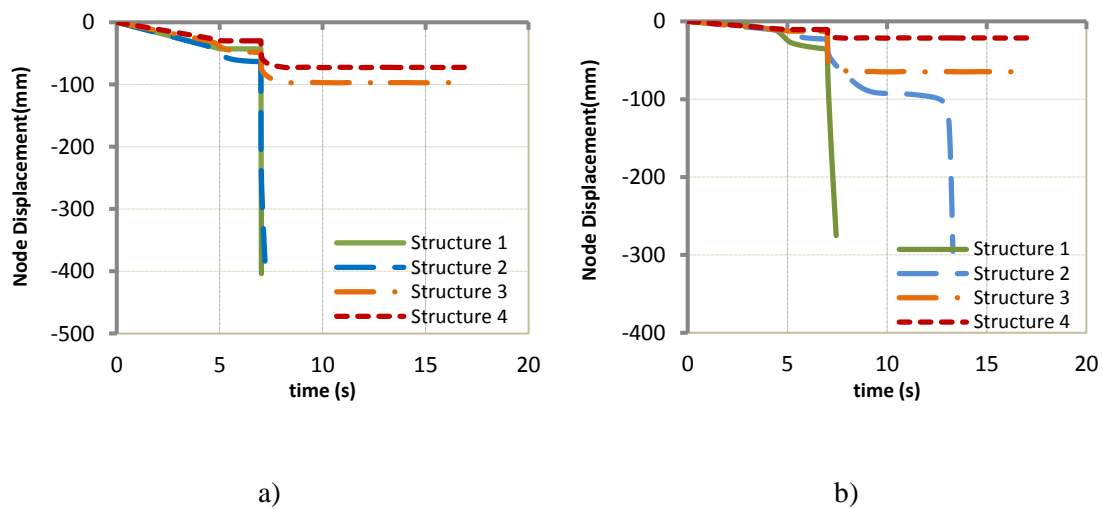 Node Displacement(mm)
0
-100
-200
-300
-400
-500
0
5
10
15
20
time (s)
Structure 1
Structure 2
Structure 3
Structure 4
a)
Node Displacement(mm)
0
-100
-200
-300
-400
0
5
10
15
20
time (s)
Structure 1
Structure 2
Structure 3
Structure 4
b)